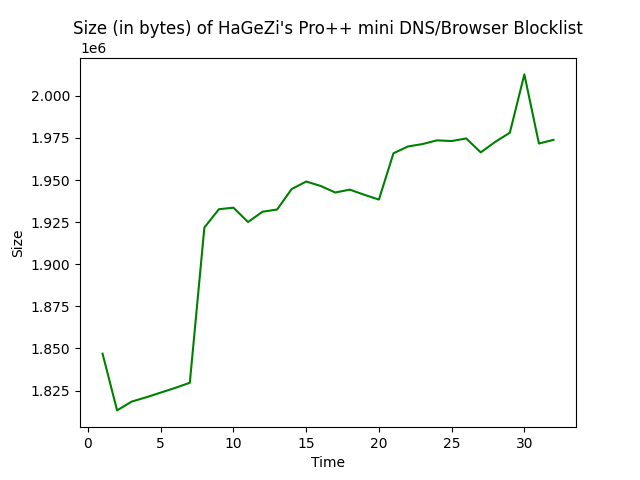 Size (in bytes) of HaGeZi's Pro++ mini DNS/Browser Blocklist
1e6
2.000
1.975
1.950
1.925
1.900
1.875
1.850
1.825
Size
0 5 10 15 20 25 30
Time